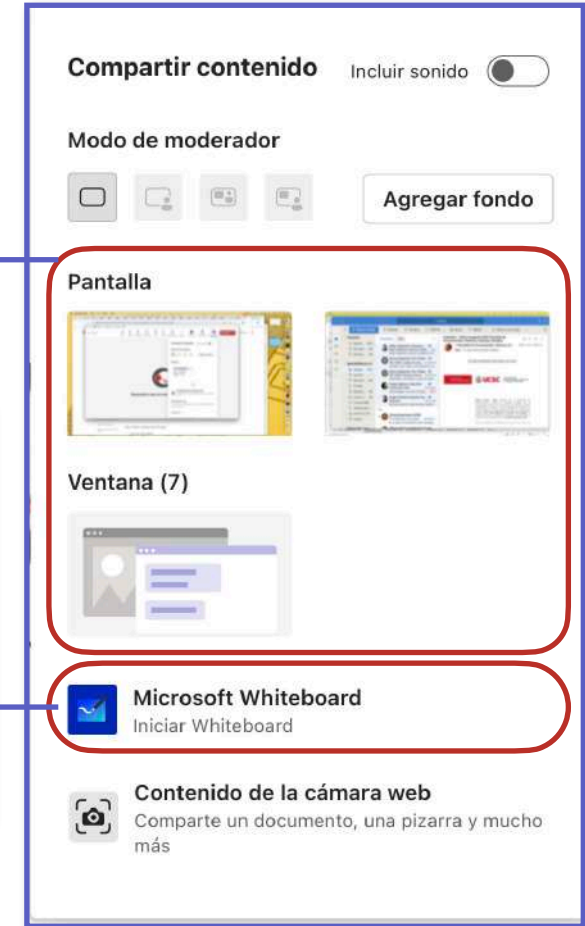 Compartir contenido Incluir sonido
Modo de moderador
Agregar fondo
Pantalla
Ventana (7)
Microsoft Whiteboard
Iniciar Whiteboard
Contenido de la cámara web
Comparte un documento, una pizarra y mucho
más